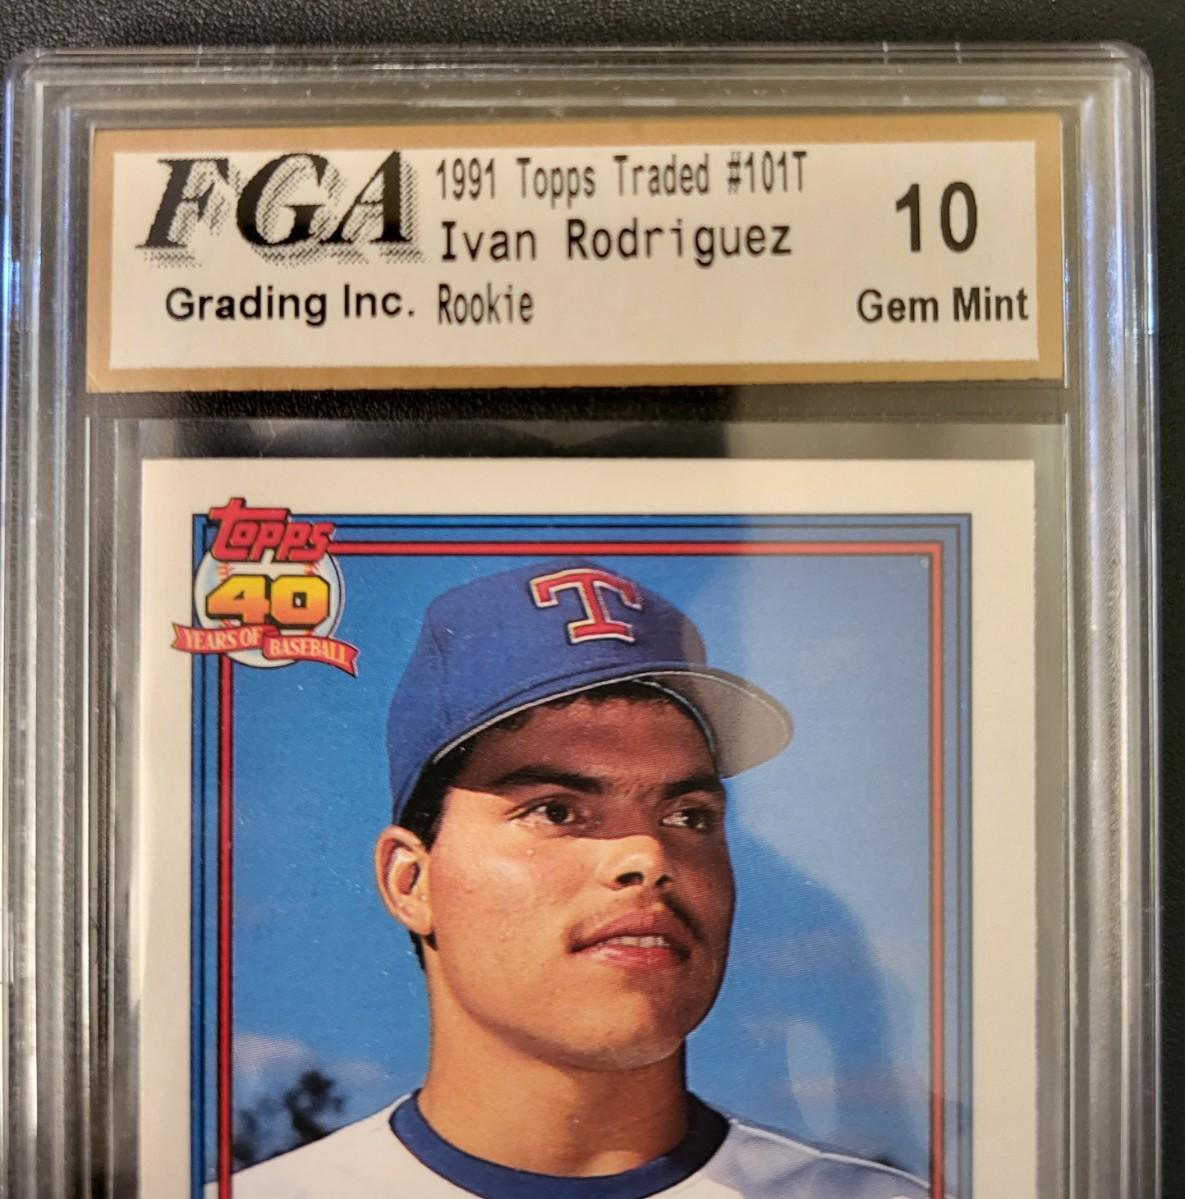 FGA
Grading Inc.
1991 Topps Traded #101T
Ivan Rodriguez
Rookie
10
Gem Mint
topps
40
YEARS OF BASEBALL
T